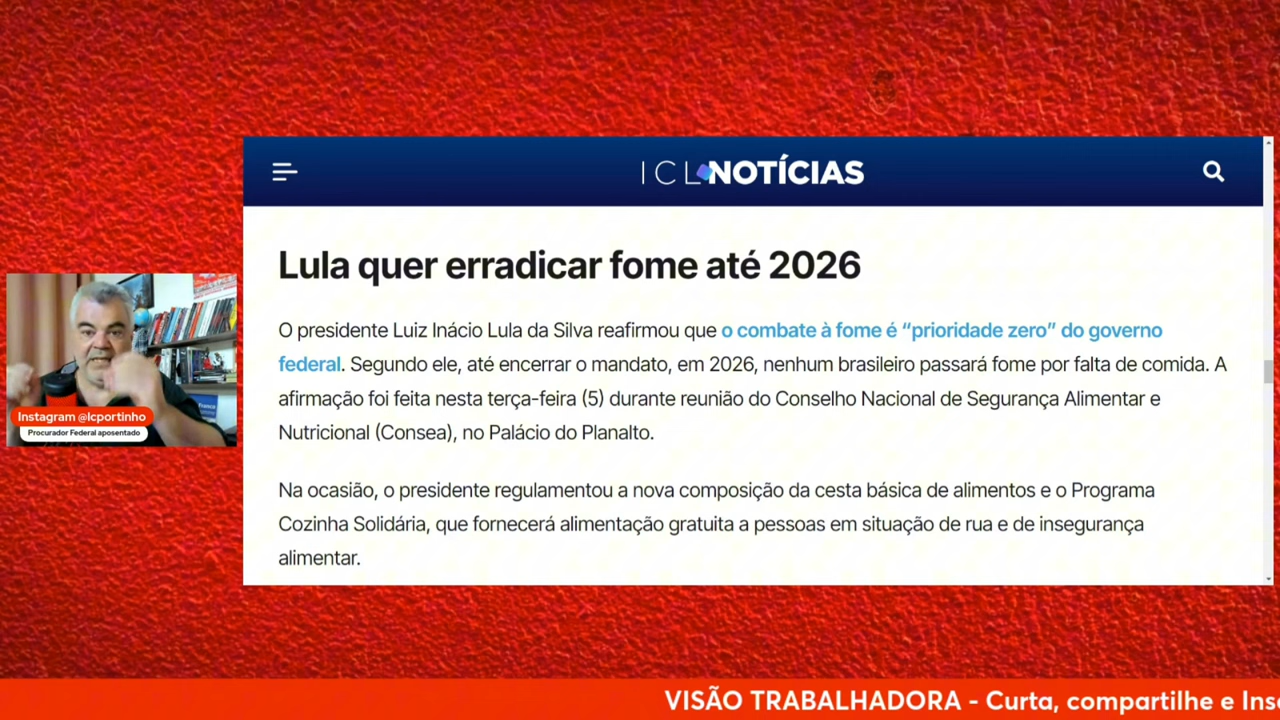 ICL NOTÍCIAS
Lula quer erradicar fome até 2026
O presidente Luiz Inácio Lula da Silva reafirmou que o combate à fome é “prioridade zero” do governo
federal. Segundo ele, até encerrar o mandato, em 2026, nenhum brasileiro passará fome por falta de comida. A
afirmação foi feita nesta terça-feira (5) durante reunião do Conselho Nacional de Segurança Alimentar e
Nutricional (Consea), no Palácio do Planalto.
Na ocasião, o presidente regulamentou a nova composição da cesta básica de alimentos e o Programa
Cozinha Solidária, que fornecerá alimentação gratuita a pessoas em situação de rua e de insegurança
alimentar.
Instagram @lcportinho
Procurador Federal aposentado
VISÃO TRABALHADORA - Curta, compartilhe e Ins